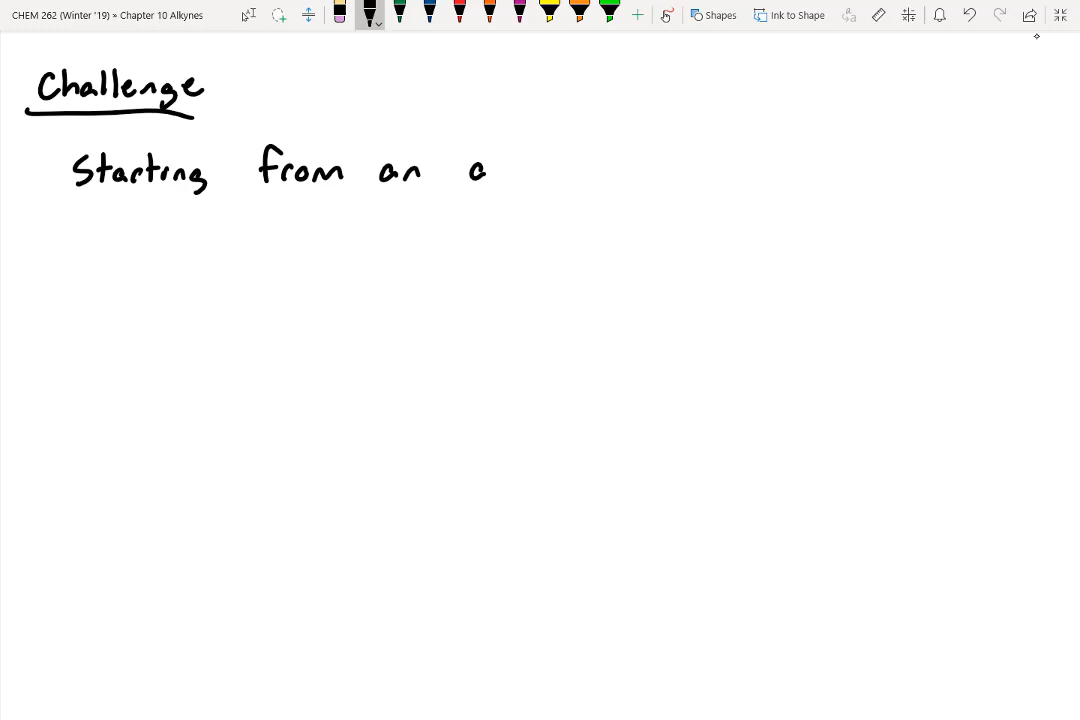 CHEM 262 (Winter '19) » Chapter 10 Alkynes
Shapes
Ink to Shape
Challenge
Starting from an a